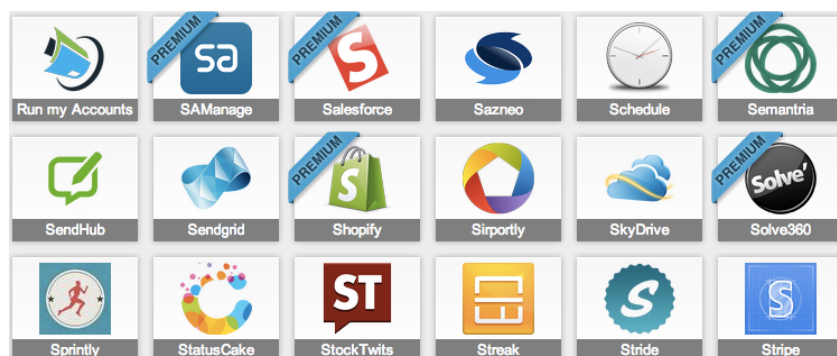 PREMIUM
PREMIUM
PREMIUM
Sa
S
Run my Accounts
SAManage
Salesforce
Sazneo
Schedule
Semantria
PREMIUM
PREMIUM
S
Solve'
SendHub
Sendgrid
Shopify
Sirportly
SkyDrive
Solve360
ST
S
S
Sprintly
StatusCake
StockTwits
Streak
Stride
Stripe